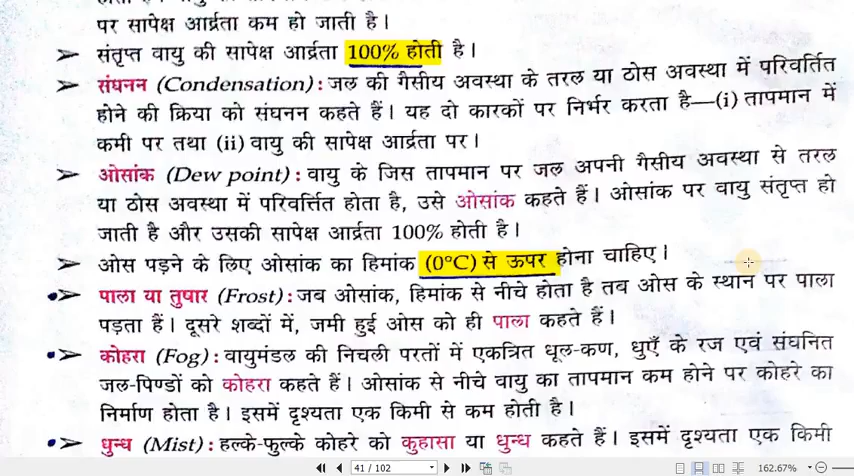 पर सापेक्ष आर्द्रता कम हो जाती है।
➢ संतृप्त वायु की सापेक्ष आर्द्रता 100% होती है।
➢ संघनन (Condensation) : जल की गैसीय अवस्था के तरल या ठोस अवस्था में परिवर्तित
होने की क्रिया को संघनन कहते हैं। यह दो कारकों पर निर्भर करता है—(i) तापमान में
कमी पर तथा (ii) वायु की सापेक्ष आर्द्रता पर।
➢ ओसांक (Dew point) : वायु के जिस तापमान पर जल अपनी गैसीय अवस्था से तरल
या ठोस अवस्था में परिवर्त्तित होता है, उसे ओसांक कहते हैं। ओसांक पर वायु संतृप्त हो
जाती है और उसकी सापेक्ष आर्द्रता 100% होती है।
➢ ओस पड़ने के लिए ओसांक का हिमांक (0°C) से ऊपर होना चाहिए।
➢ पाला या तुषार (Frost) : जब ओसांक, हिमांक से नीचे होता है तब ओस के स्थान पर पाला
पड़ता हैं। दूसरे शब्दों में, जमी हुई ओस को ही पाला कहते हैं।
➢ कोहरा (Fog) : वायुमंडल की निचली परतों में एकत्रित धूल-कण, धुएँ के रज एवं संघनित
जल-पिण्डों को कोहरा कहते हैं। ओसांक से नीचे वायु का तापमान कम होने पर कोहरे का
निर्माण होता है। इसमें दृश्यता एक किमी से कम होती है।
➢ धुन्ध (Mist) : हल्के-फुल्के कोहरे को कुहासा या धुन्ध कहते हैं। इसमें दृश्यता एक किमी
41 / 102
162.67%